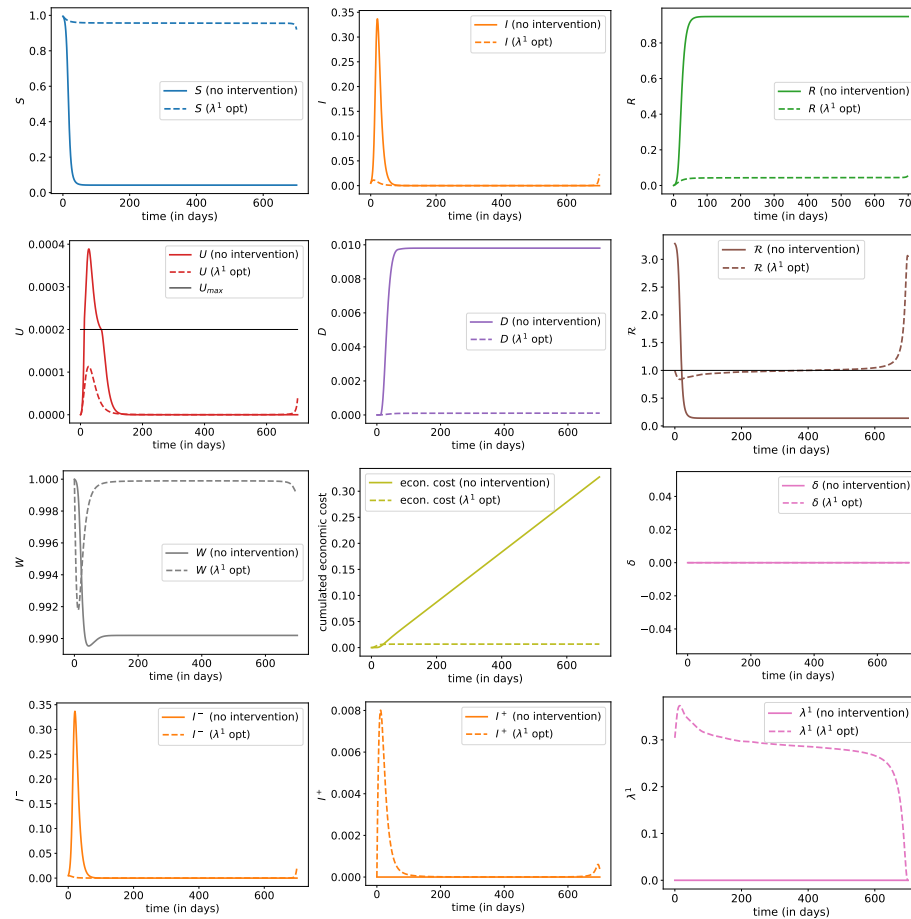 S
1.0
0.8
0.6
0.4
0.2
0.0
S (no intervention)
S (λ¹ opt)
0 200 400 600
time (in days)
I
0.35
0.30
0.25
0.20
0.15
0.10
0.05
0.00
I (no intervention)
I (λ¹ opt)
0 200 400 600
time (in days)
R
0.8
0.6
0.4
0.2
0.0
R (no intervention)
R (λ¹ opt)
0 100 200 300 400 500 600 700
time (in days)
U
0.0004
0.0003
0.0002
0.0001
0.0000
U (no intervention)
U (λ¹ opt)
Umax
0 200 400 600
time (in days)
D
0.010
0.008
0.006
0.004
0.002
0.000
D (no intervention)
D (λ¹ opt)
0 200 400 600
time (in days)
ℛ
3.0
2.5
2.0
1.5
1.0
0.5
0.0
ℛ (no intervention)
ℛ (λ¹ opt)
0 200 400 600
time (in days)
W
1.000
0.998
0.996
0.994
0.992
0.990
W (no intervention)
W (λ¹ opt)
0 200 400 600
time (in days)
cumulated economic cost
0.30
0.25
0.20
0.15
0.10
0.05
0.00
econ. cost (no intervention)
econ. cost (λ¹ opt)
0 200 400 600
time (in days)
δ
0.04
0.02
0.00
−0.02
−0.04
δ (no intervention)
δ (λ¹ opt)
0 200 400 600
time (in days)
I⁻
0.35
0.30
0.25
0.20
0.15
0.10
0.05
0.00
I⁻ (no intervention)
I⁻ (λ¹ opt)
0 200 400 600
time (in days)
I⁺
0.008
0.006
0.004
0.002
0.000
I⁺ (no intervention)
I⁺ (λ¹ opt)
0 200 400 600
time (in days)
λ¹
0.3
0.2
0.1
0.0
λ¹ (no intervention)
λ¹ (λ¹ opt)
0 200 400 600
time (in days)